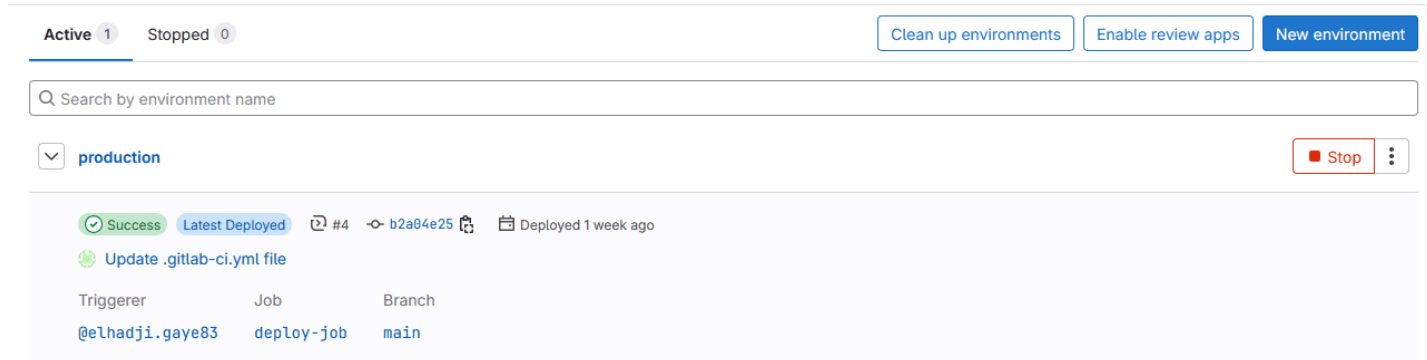 Active 1 Stopped 0 Clean up environments Enable review apps New environment
Search by environment name
production Stop
Success Latest Deployed #4 b2a04e25 Deployed 1 week ago
Update .gitlab-ci.yml file
Triggerer Job Branch
@elhadji.gaye83 deploy-job main